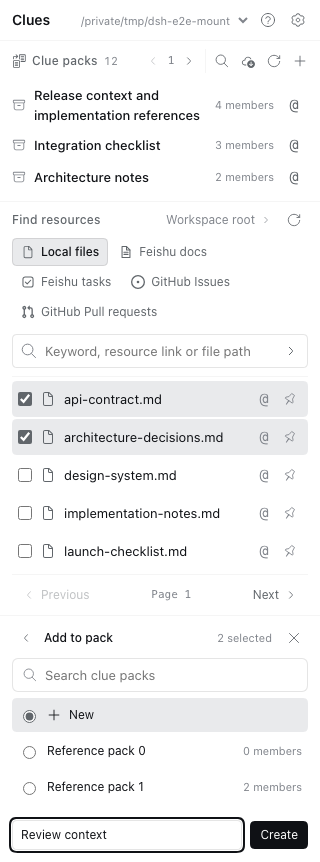 Clues /private/tmp/dsh-e2e-mount
Clue packs 12 1
Release context and
implementation references 4 members @
Integration checklist 3 members @
Architecture notes 2 members @
Find resources Workspace root
Local files Feishu docs
Feishu tasks GitHub Issues
GitHub Pull requests
Keyword, resource link or file path
api-contract.md @
architecture-decisions.md @
design-system.md @
implementation-notes.md @
launch-checklist.md @
Previous Page 1 Next
Add to pack 2 selected
Search clue packs
New
Reference pack 0 0 members
Reference pack 1 2 members
Review context Create